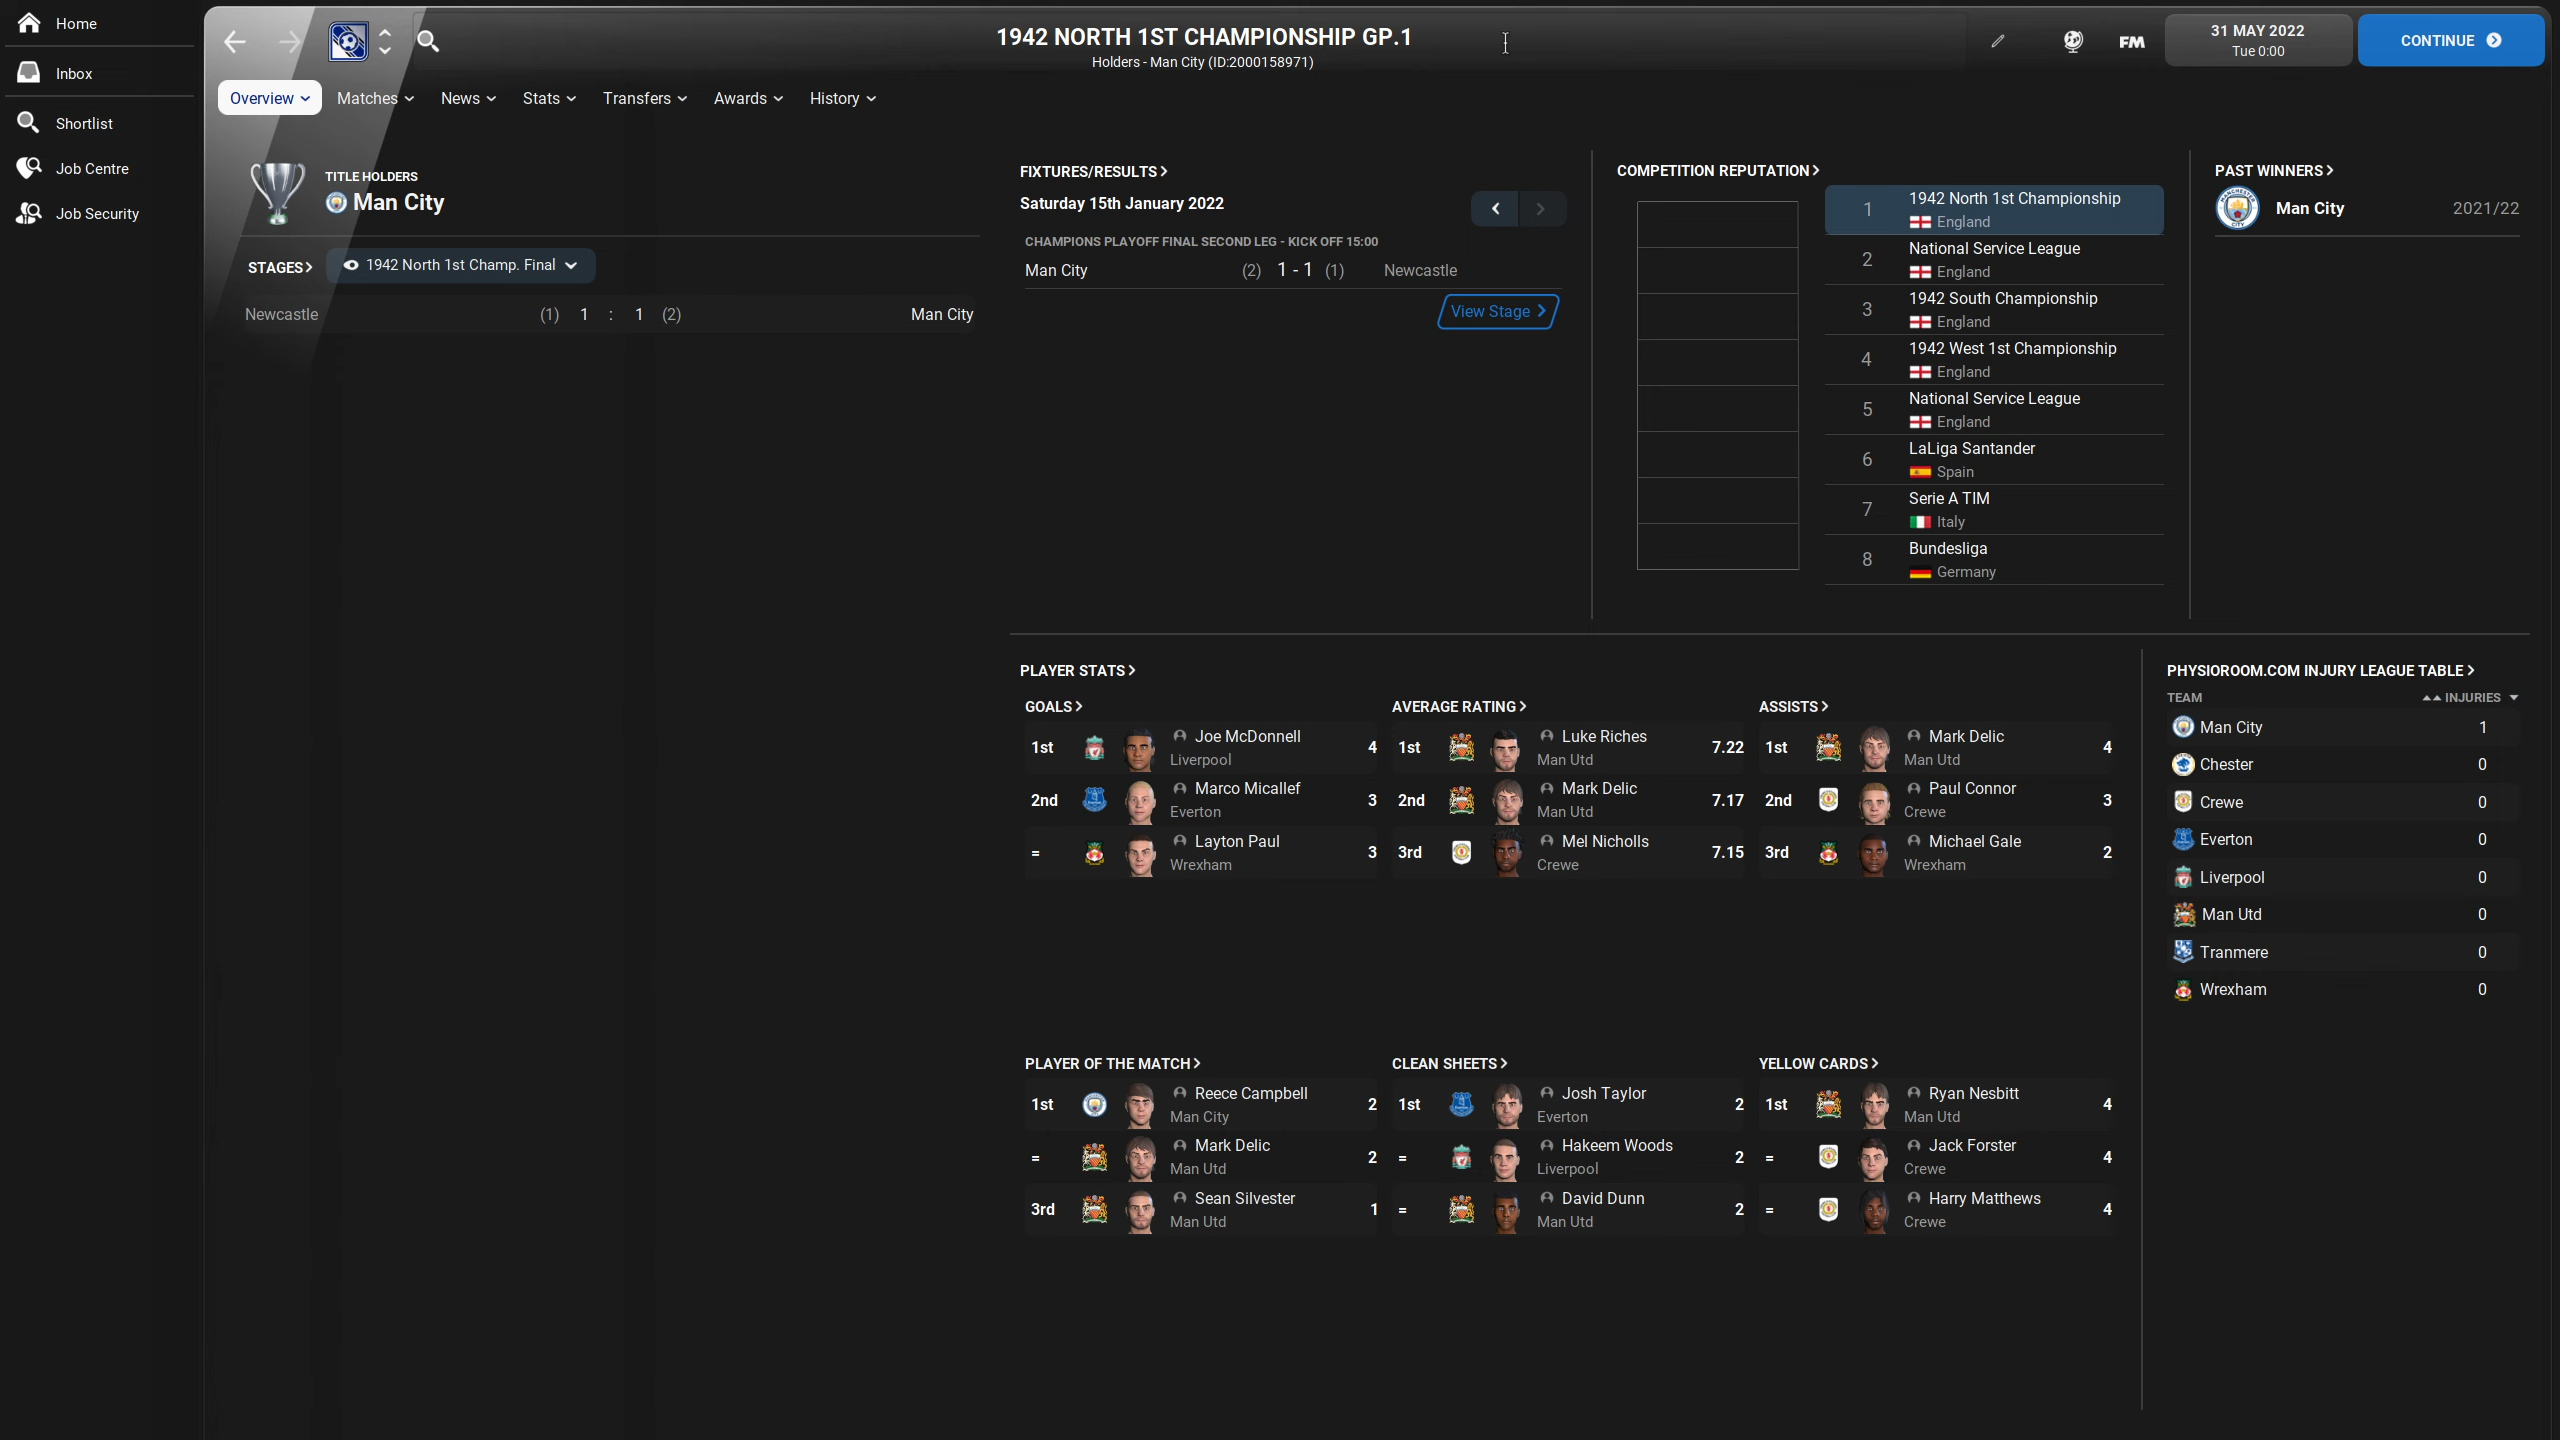 Home
Inbox
Shortlist
Job Centre
Job Security
1942 NORTH 1ST CHAMPIONSHIP GP.1
Holders - Man City (ID:2000158971)
FM
31 MAY 2022
Tue 0:00
CONTINUE
Overview
Matches
News
Stats
Transfers
Awards
History
TITLE HOLDERS
Man City
STAGES
1942 North 1st Champ. Final
Newcastle (1) 1 : 1 (2) Man City
FIXTURES/RESULTS
Saturday 15th January 2022
CHAMPIONS PLAYOFF FINAL SECOND LEG - KICK OFF 15:00
Man City (2) 1 - 1 (1) Newcastle
View Stage
COMPETITION REPUTATION
1 1942 North 1st Championship
England
2 National Service League
England
3 1942 South Championship
England
4 1942 West 1st Championship
England
5 National Service League
England
6 LaLiga Santander
Spain
7 Serie A TIM
Italy
8 Bundesliga
Germany
PAST WINNERS
Man City 2021/22
PLAYER STATS
GOALS
1st Joe McDonnell 4
Liverpool
2nd Marco Micallef 3
Everton
= Layton Paul 3
Wrexham
AVERAGE RATING
1st Luke Riches 7.22
Man Utd
2nd Mark Delic 7.17
Man Utd
3rd Mel Nicholls 7.15
Crewe
ASSISTS
1st Mark Delic 4
Man Utd
2nd Paul Connor 3
Crewe
3rd Michael Gale 2
Wrexham
PLAYER OF THE MATCH
1st Reece Campbell 2
Man City
= Mark Delic 2
Man Utd
3rd Sean Silvester 1
Man Utd
CLEAN SHEETS
1st Josh Taylor 2
Everton
= Hakeem Woods 2
Liverpool
= David Dunn 2
Man Utd
YELLOW CARDS
1st Ryan Nesbitt 4
Man Utd
= Jack Forster 4
Crewe
= Harry Matthews 4
Crewe
PHYSIOROOM.COM INJURY LEAGUE TABLE
TEAM INJURIES
Man City 1
Chester 0
Crewe 0
Everton 0
Liverpool 0
Man Utd 0
Tranmere 0
Wrexham 0